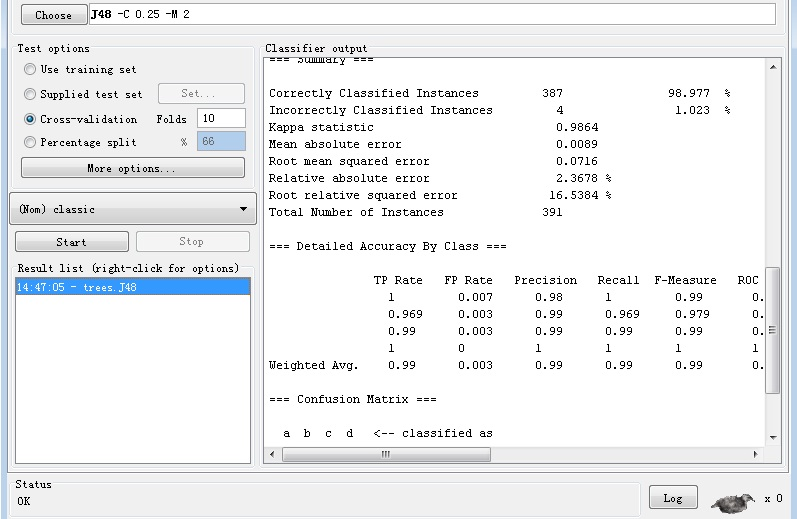 Choose J48 -C 0.25 -M 2
Test options
Use training set
Supplied test set Set...
Cross-validation Folds 10
Percentage split % 66
More options...
(Nom) classic
Start Stop
Result list (right-click for options)
14:47:05 - trees.J48
Classifier output
=== Summary ===
Correctly Classified Instances 387 98.977 %
Incorrectly Classified Instances 4 1.023 %
Kappa statistic 0.9864
Mean absolute error 0.0089
Root mean squared error 0.0716
Relative absolute error 2.3678 %
Root relative squared error 16.5384 %
Total Number of Instances 391
=== Detailed Accuracy By Class ===
TP Rate FP Rate Precision Recall F-Measure ROC
1 0.007 0.98 1 0.99 0.
0.969 0.003 0.99 0.969 0.979 0.
0.99 0.003 0.99 0.99 0.99 0.
1 0 1 1 1 1
Weighted Avg. 0.99 0.003 0.99 0.99 0.99 0.
=== Confusion Matrix ===
a b c d <-- classified as
Status
OK
Log x 0